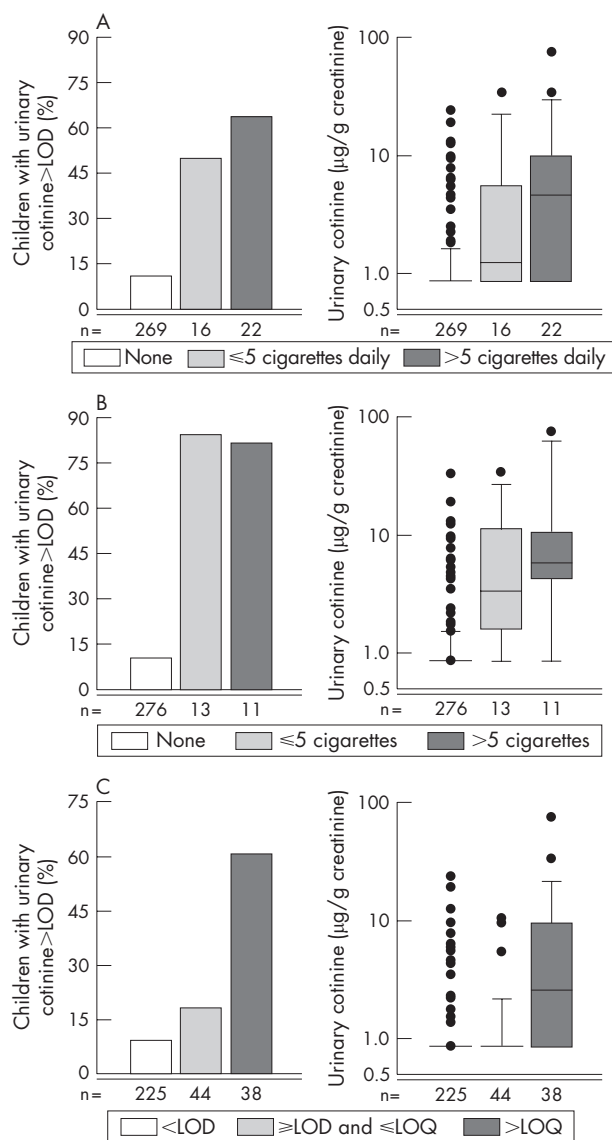 A
Children with urinary
cotinine>LOD (%)
90
75
60
45
30
15
0
n= 269 16 22
Urinary cotinine (µg/g creatinine)
100
10
1.0
0.5
269 16 22
None ≤5 cigarettes daily >5 cigarettes daily
B
Children with urinary
cotinine>LOD (%)
90
75
60
45
30
15
0
n= 276 13 11
Urinary cotinine (µg/g creatinine)
100
10
1.0
0.5
276 13 11
None ≤5 cigarettes >5 cigarettes
C
Children with urinary
cotinine>LOD (%)
75
60
45
30
15
0
n= 225 44 38
Urinary cotinine (µg/g creatinine)
100
10
1.0
0.5
225 44 38
<LOD ≥LOD and ≤LOQ >LOQ